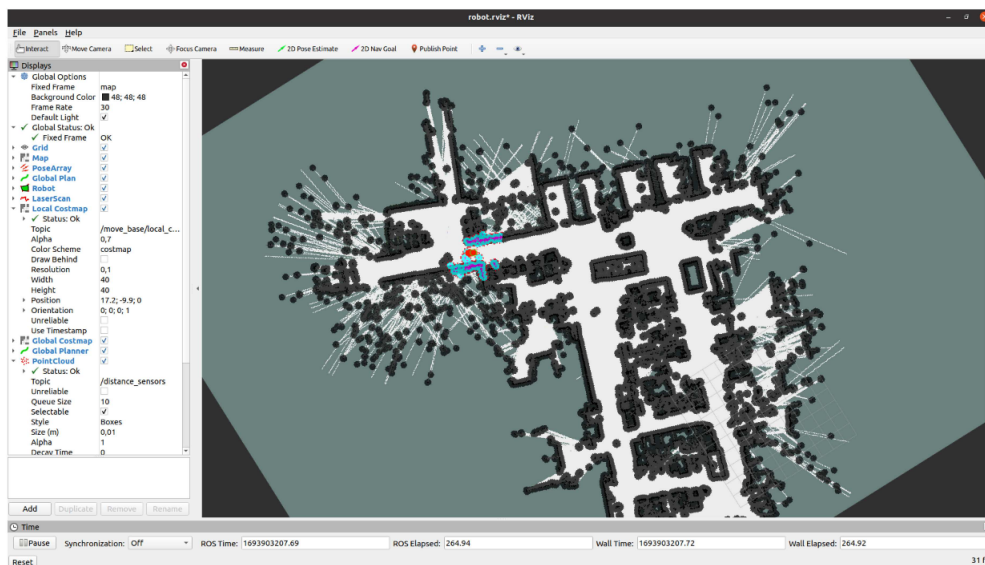 robot.rviz* - RViz
File Panels Help
Interact Move Camera Select Focus Camera Measure 2D Pose Estimate 2D Nav Goal Publish Point
Displays
Global Options
Fixed Frame map
Background Color 48; 48; 48
Frame Rate 30
Default Light
Global Status: Ok
Fixed Frame OK
Grid
Map
PoseArray
Global Plan
Robot
LaserScan
Local Costmap
Status: Ok
Topic /move_base/local_c...
Alpha 0,7
Color Scheme costmap
Draw Behind
Resolution 0,1
Width 40
Height 40
Position 17.2; -9.9; 0
Orientation 0; 0; 0; 1
Unreliable
Use Timestamp
Global Costmap
Global Planner
PointCloud
Status: Ok
Topic /distance_sensors
Unreliable
Queue Size 10
Selectable
Style Boxes
Size (m) 0,01
Alpha 1
Decay Time 0
Add Duplicate Remove Rename
Time
Pause Synchronization: Off ROS Time: 1693903207.69 ROS Elapsed: 264.94 Wall Time: 1693903207.72 Wall Elapsed: 264.92
Reset 31 f